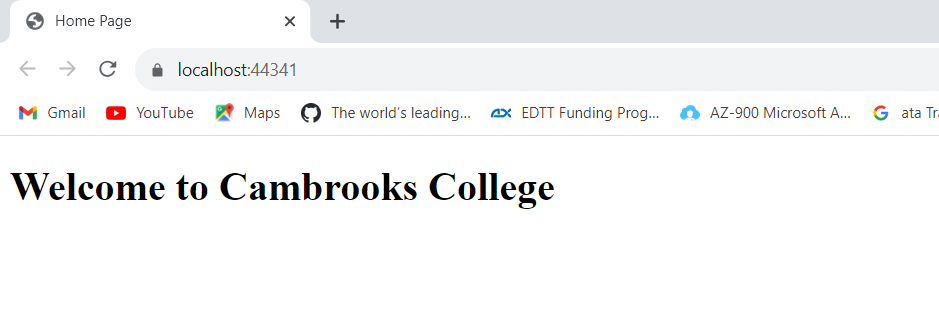 Home Page
localhost:44341
Gmail YouTube Maps The world's leading... EDTT Funding Prog... AZ-900 Microsoft A... ata Tra
Welcome to Cambrooks College